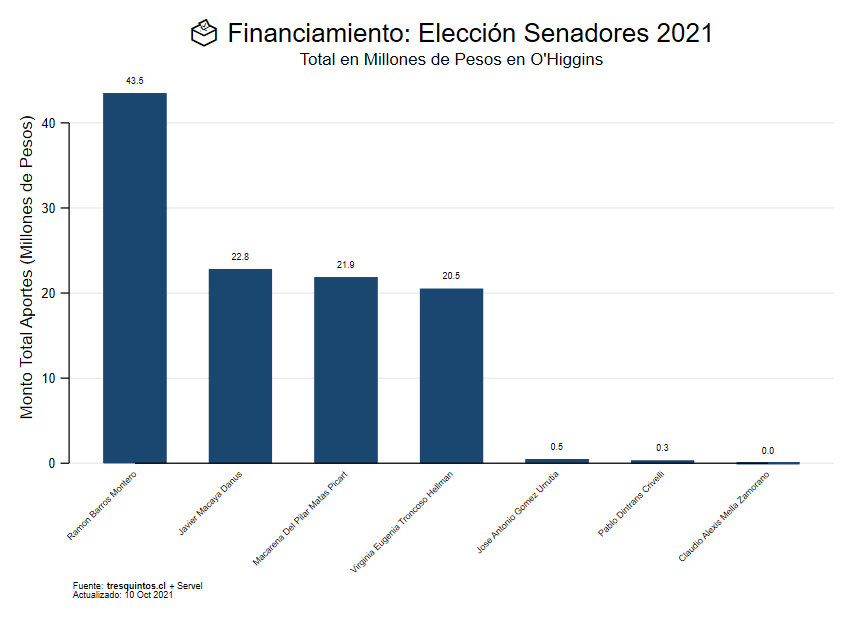 Financiamiento: Elección Senadores 2021
Total en Millones de Pesos en O'Higgins
Monto Total Aportes (Millones de Pesos)
40
30
20
10
0
43.5
22.8
21.9
20.5
0.5
0.3
0.0
Ramon Barros Montero
Javier Macaya Danus
Macarena Del Pilar Matas Picart
Virginia Eugenia Troncoso Hellman
Jose Antonio Gomez Urrutia
Pablo Dintrans Crivelli
Claudio Alexis Mella Zamorano
Fuente: tresquintos.cl + Servel
Actualizado: 10 Oct 2021